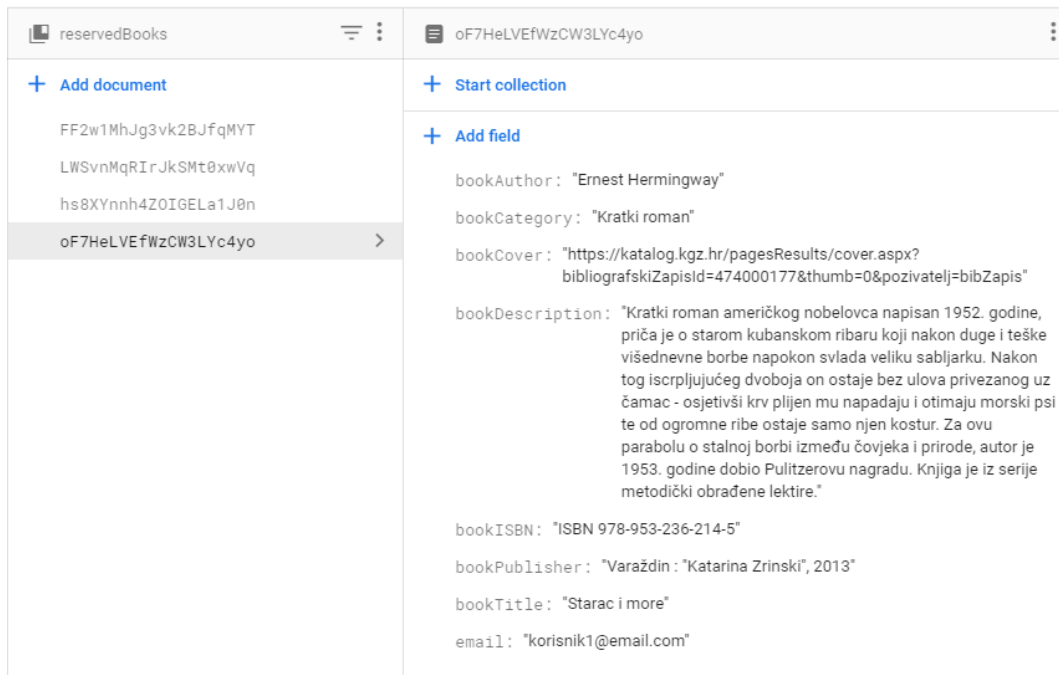 reservedBooks
Add document
FF2w1MhJg3vk2BJfqMYT
LWSvnMqRIrJkSMt0xwVq
hs8XYnnh4ZOIGELa1J0n
oF7HeLVEfWzCW3LYc4yo
oF7HeLVEfWzCW3LYc4yo
Start collection
Add field
bookAuthor: "Ernest Hermingway"
bookCategory: "Kratki roman"
bookCover: "https://katalog.kgz.hr/pagesResults/cover.aspx?
bibliografskiZapisId=474000177&thumb=0&pozivatelj=bibZapis"
bookDescription: "Kratki roman američkog nobelovca napisan 1952. godine,
priča je o starom kubanskom ribaru koji nakon duge i teške
višednevne borbe napokon svlada veliku sabljarku. Nakon
tog iscrpljujućeg dvoboja on ostaje bez ulova privezanog uz
čamac - osjetivši krv plijen mu napadaju i otimaju morski psi
te od ogromne ribe ostaje samo njen kostur. Za ovu
parabolu o stalnoj borbi između čovjeka i prirode, autor je
1953. godine dobio Pulitzerovu nagradu. Knjiga je iz serije
metodički obrađene lektire."
bookISBN: "ISBN 978-953-236-214-5"
bookPublisher: "Varaždin : "Katarina Zrinski", 2013"
bookTitle: "Starac i more"
email: "korisnik1@email.com"